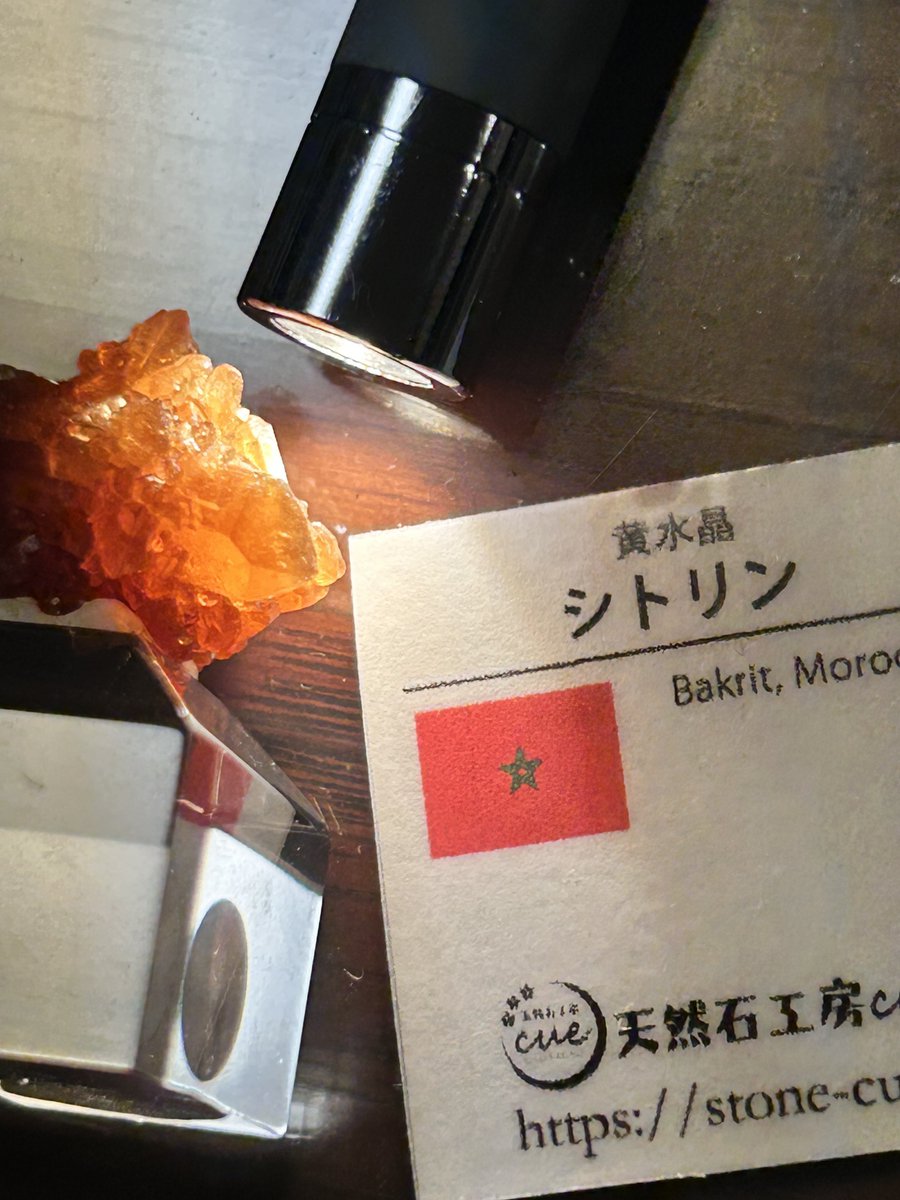 黄水晶
シトリン
Bakrit, Moroc
cue
天然石工房
https://stone-cu